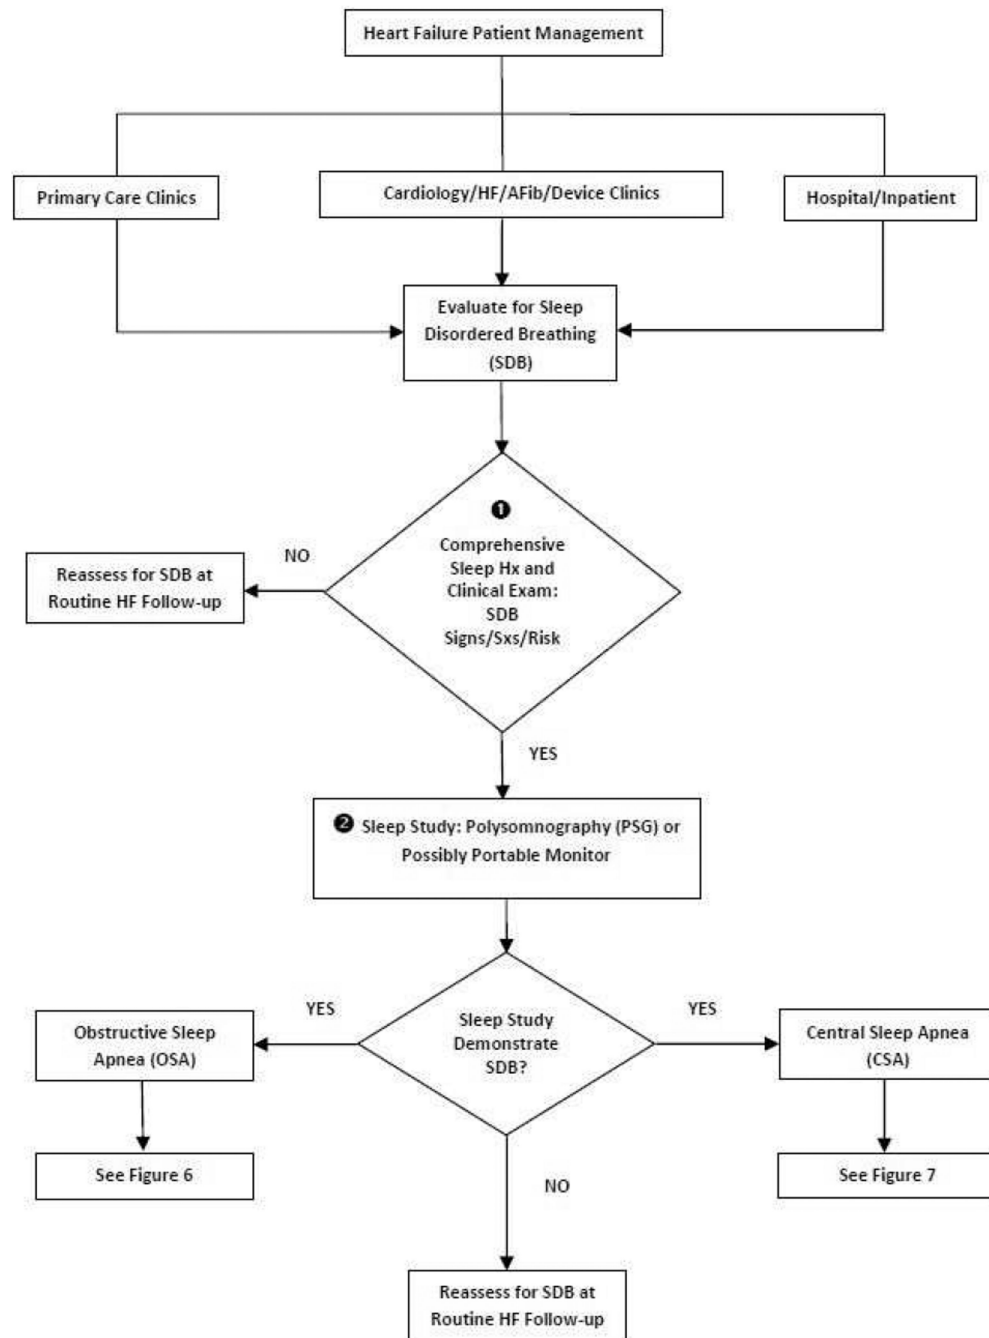 Heart Failure Patient Management
Primary Care Clinics
Cardiology/HF/AFib/Device Clinics
Hospital/Inpatient
Evaluate for Sleep
Disordered Breathing
(SDB)
❶
Comprehensive
Sleep Hx and
Clinical Exam:
SDB
Signs/Sxs/Risk
NO
Reassess for SDB at
Routine HF Follow-up
YES
❷ Sleep Study: Polysomnography (PSG) or
Possibly Portable Monitor
Sleep Study
Demonstrate
SDB?
YES
Obstructive Sleep
Apnea (OSA)
See Figure 6
YES
Central Sleep Apnea
(CSA)
See Figure 7
NO
Reassess for SDB at
Routine HF Follow-up